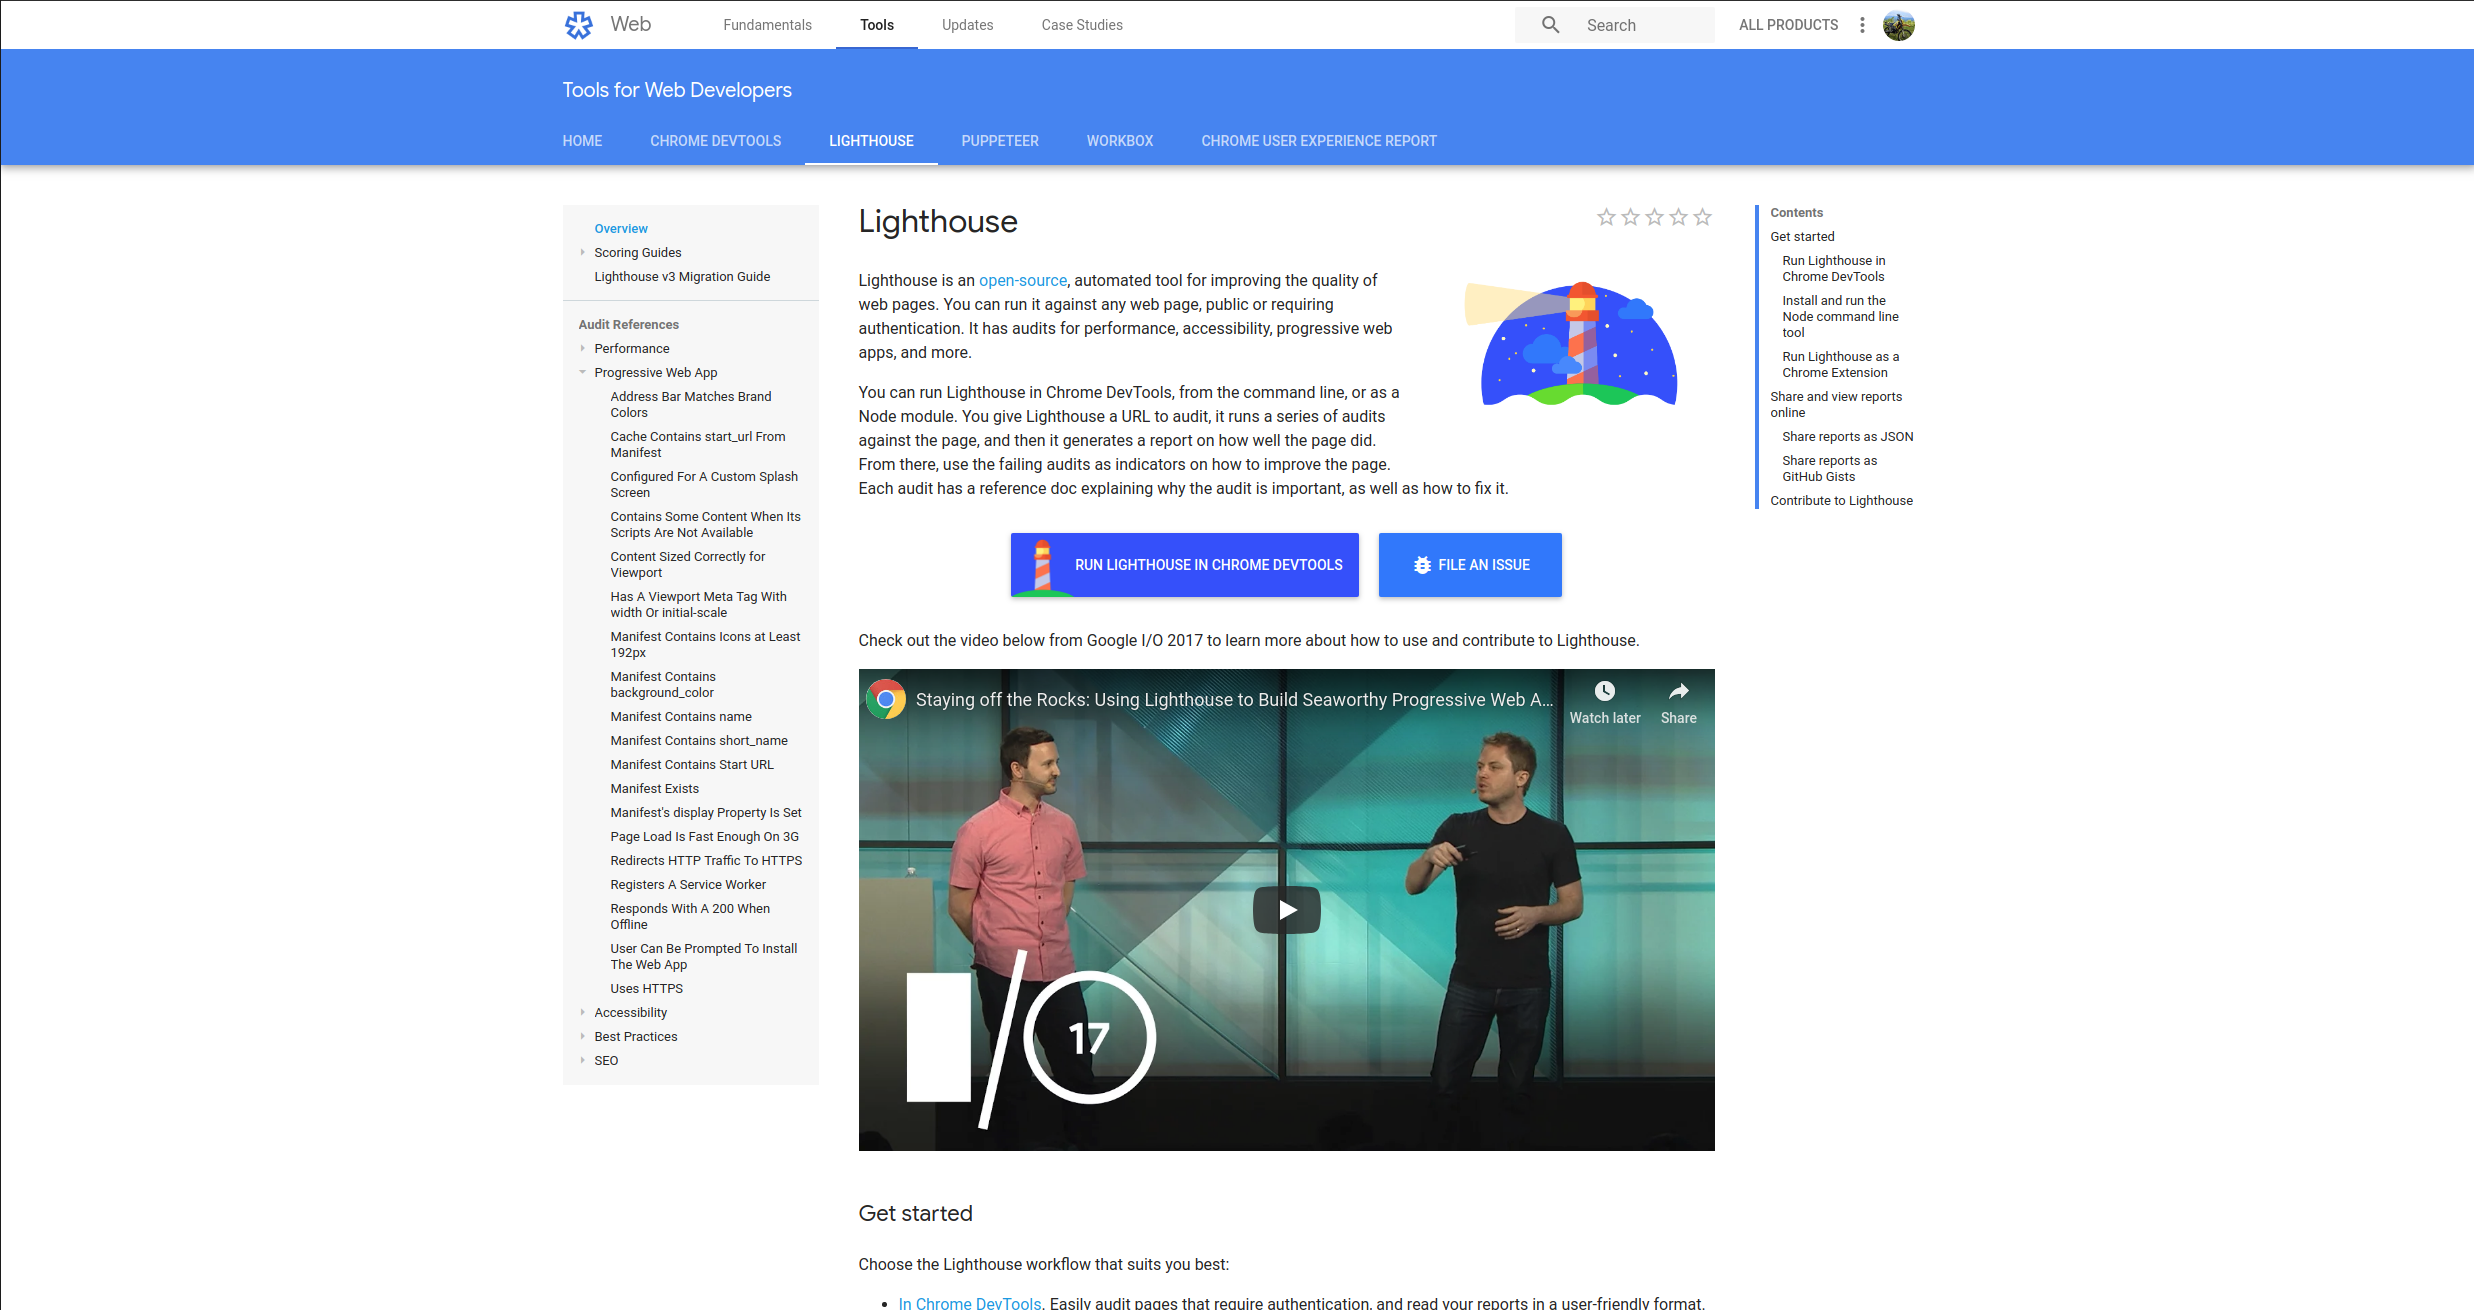 Web
Fundamentals
Tools
Updates
Case Studies
Search
ALL PRODUCTS
Tools for Web Developers
HOME
CHROME DEVTOOLS
LIGHTHOUSE
PUPPETEER
WORKBOX
CHROME USER EXPERIENCE REPORT
Overview
Scoring Guides
Lighthouse v3 Migration Guide
Audit References
Performance
Progressive Web App
Address Bar Matches Brand
Colors
Cache Contains start_url From
Manifest
Configured For A Custom Splash
Screen
Contains Some Content When Its
Scripts Are Not Available
Content Sized Correctly for
Viewport
Has A Viewport Meta Tag With
width Or initial-scale
Manifest Contains Icons at Least
192px
Manifest Contains
background_color
Manifest Contains name
Manifest Contains short_name
Manifest Contains Start URL
Manifest Exists
Manifest's display Property Is Set
Page Load Is Fast Enough On 3G
Redirects HTTP Traffic To HTTPS
Registers A Service Worker
Responds With A 200 When
Offline
User Can Be Prompted To Install
The Web App
Uses HTTPS
Accessibility
Best Practices
SEO
Lighthouse
Lighthouse is an open-source, automated tool for improving the quality of
web pages. You can run it against any web page, public or requiring
authentication. It has audits for performance, accessibility, progressive web
apps, and more.
You can run Lighthouse in Chrome DevTools, from the command line, or as a
Node module. You give Lighthouse a URL to audit, it runs a series of audits
against the page, and then it generates a report on how well the page did.
From there, use the failing audits as indicators on how to improve the page.
Each audit has a reference doc explaining why the audit is important, as well as how to fix it.
RUN LIGHTHOUSE IN CHROME DEVTOOLS
FILE AN ISSUE
Check out the video below from Google I/O 2017 to learn more about how to use and contribute to Lighthouse.
Staying off the Rocks: Using Lighthouse to Build Seaworthy Progressive Web A...
Watch later
Share
I/O 17
Get started
Choose the Lighthouse workflow that suits you best:
• In Chrome DevTools. Easily audit pages that require authentication, and read your reports in a user-friendly format.
Contents
Get started
Run Lighthouse in
Chrome DevTools
Install and run the
Node command line
tool
Run Lighthouse as a
Chrome Extension
Share and view reports
online
Share reports as JSON
Share reports as
GitHub Gists
Contribute to Lighthouse